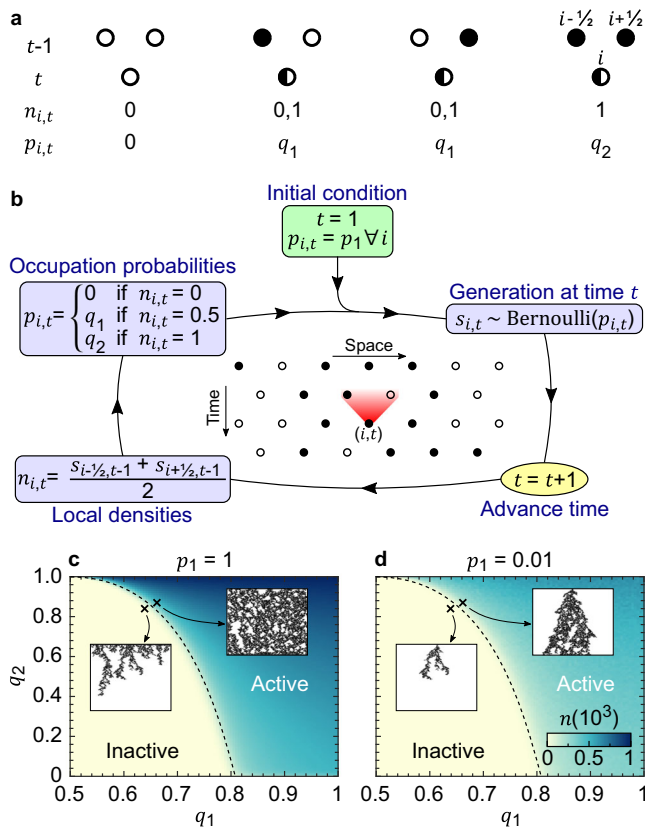 a
t-1
i-½ i+½
t
i
n_{i,t} 0 0,1 0,1 1
p_{i,t} 0 q_1 q_1 q_2
b
Initial condition
t = 1
p_{i,t} = p_1 ∀ i
Occupation probabilities
p_{i,t} = { 0 if n_{i,t} = 0
q_1 if n_{i,t} = 0.5
q_2 if n_{i,t} = 1
Generation at time t
s_{i,t} ~ Bernoulli(p_{i,t})
Space
Time
(i,t)
n_{i,t} = (s_{i-½,t-1} + s_{i+½,t-1}) / 2
Local densities
t = t+1
Advance time
c p_1 = 1
1.0
0.8
0.6
0.4
0.2
0
q_2
Active
Inactive
0.5 0.6 0.7 0.8 0.9 1
q_1
d p_1 = 0.01
Active
Inactive
n(10^3)
0 1
0.5 0.6 0.7 0.8 0.9 1
q_1